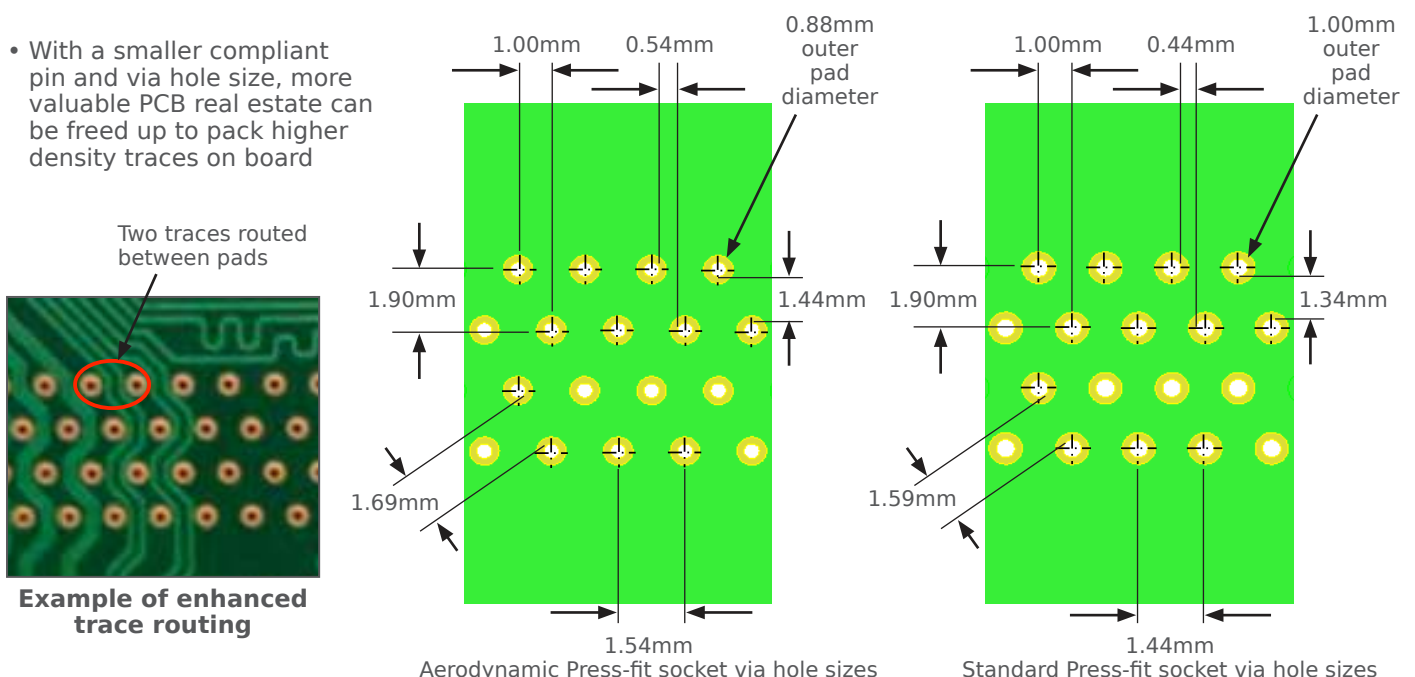 • With a smaller compliant
pin and via hole size, more
valuable PCB real estate can
be freed up to pack higher
density traces on board
Two traces routed
between pads
Example of enhanced
trace routing
1.00mm
0.54mm
0.88mm
outer
pad
diameter
1.90mm
1.44mm
1.69mm
1.54mm
Aerodynamic Press-fit socket via hole sizes
1.00mm
0.44mm
1.00mm
outer
pad
diameter
1.90mm
1.34mm
1.59mm
1.44mm
Standard Press-fit socket via hole sizes